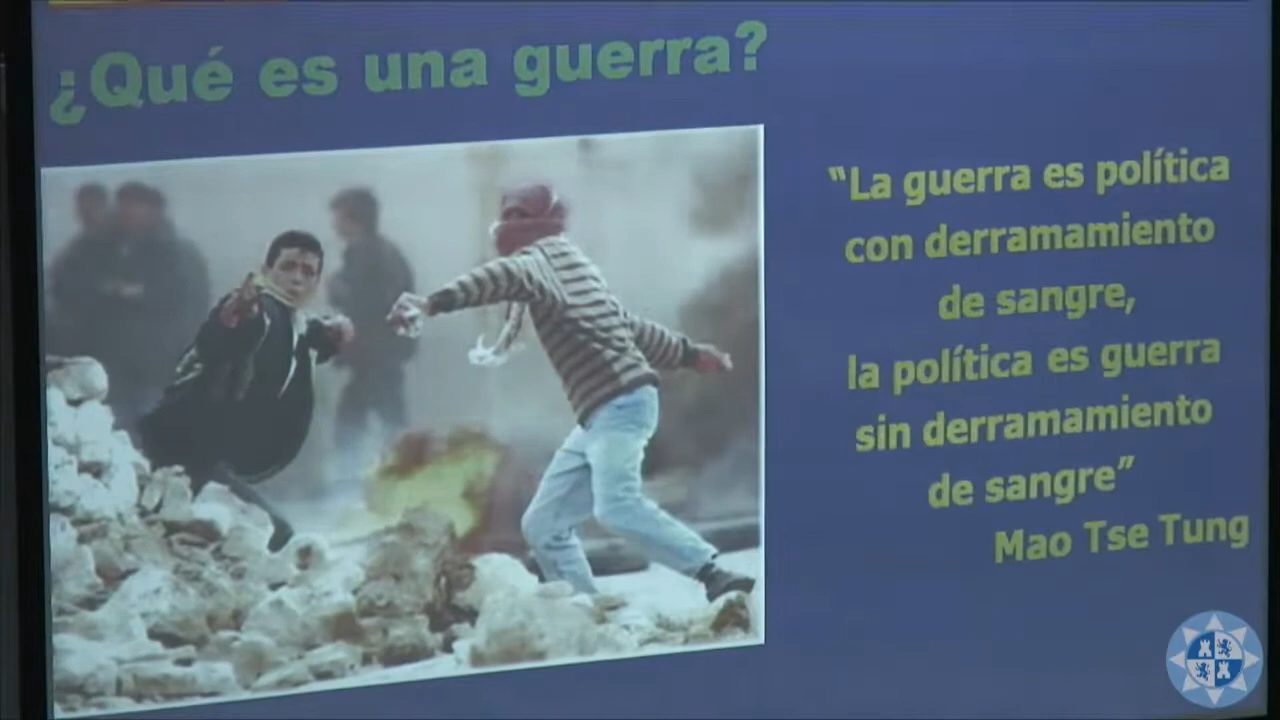 ¿Qué es una guerra?
“La guerra es política
con derramamiento
de sangre,
la política es guerra
sin derramamiento
de sangre”
Mao Tse Tung